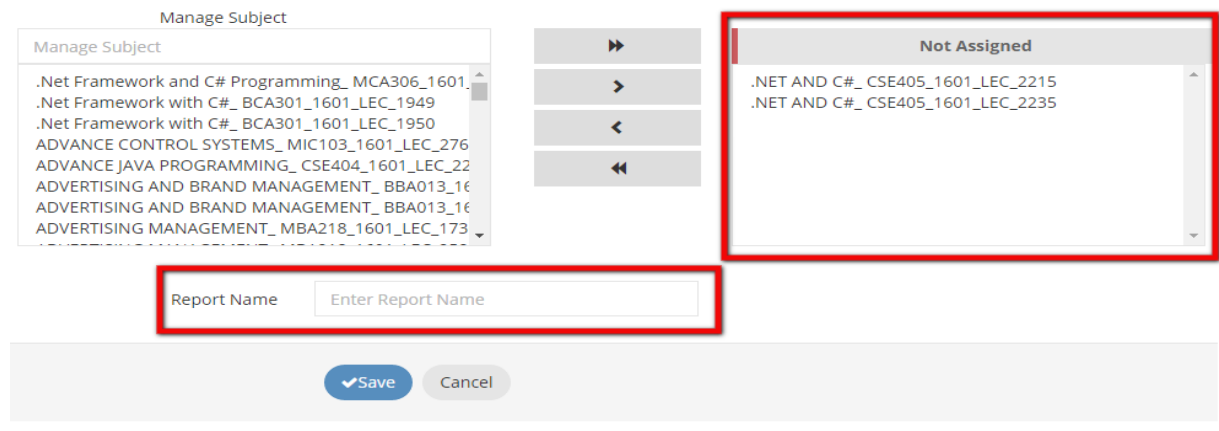 Manage Subject
Manage Subject
.Net Framework and C# Programming_ MCA306_1601_
.Net Framework with C#_ BCA301_1601_LEC_1949
.Net Framework with C#_ BCA301_1601_LEC_1950
ADVANCE CONTROL SYSTEMS_ MIC103_1601_LEC_276
ADVANCE JAVA PROGRAMMING_ CSE404_1601_LEC_22
ADVERTISING AND BRAND MANAGEMENT_ BBA013_16
ADVERTISING AND BRAND MANAGEMENT_ BBA013_16
ADVERTISING MANAGEMENT_ MBA218_1601_LEC_173
Not Assigned
.NET AND C#_ CSE405_1601_LEC_2215
.NET AND C#_ CSE405_1601_LEC_2235
Report Name
Enter Report Name
Save
Cancel